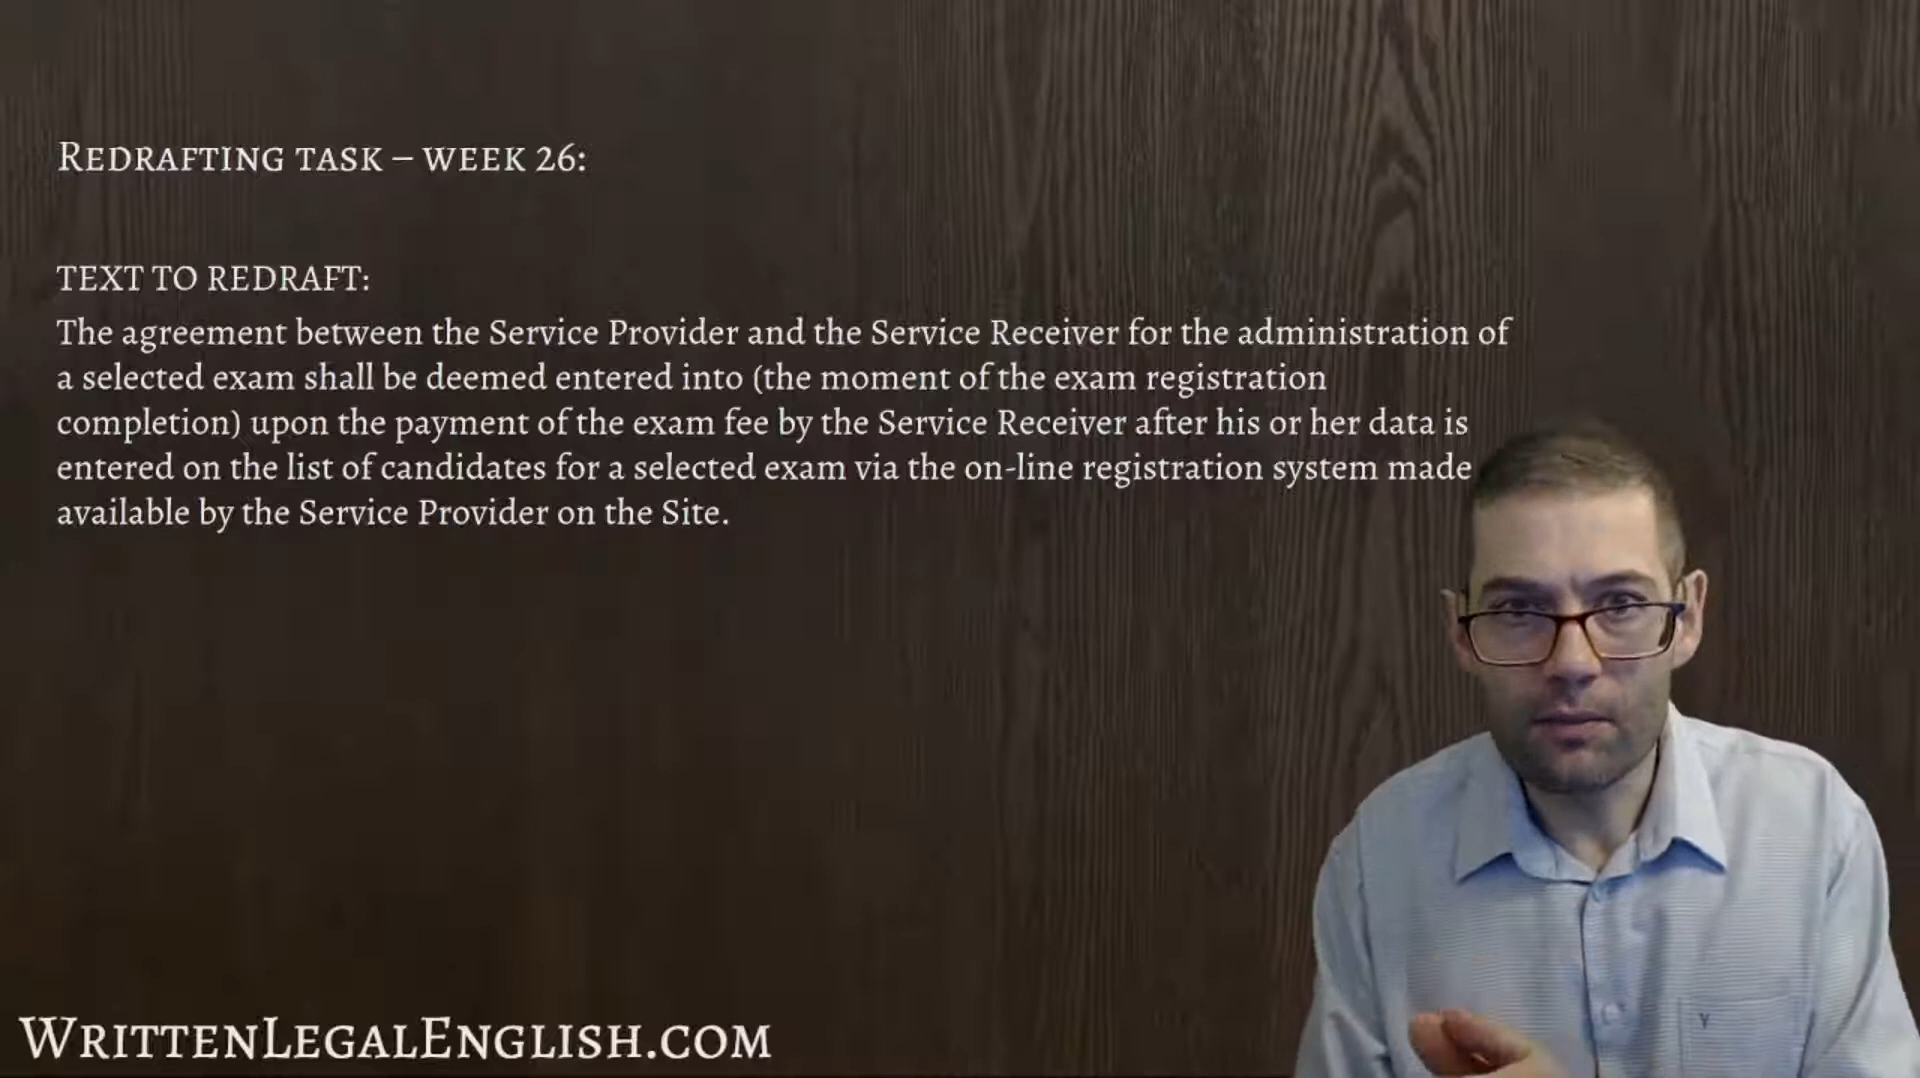 Redrafting task – week 26:
TEXT TO REDRAFT:
The agreement between the Service Provider and the Service Receiver for the administration of
a selected exam shall be deemed entered into (the moment of the exam registration
completion) upon the payment of the exam fee by the Service Receiver after his or her data is
entered on the list of candidates for a selected exam via the on-line registration system made
available by the Service Provider on the Site.
Y
WrittenLegalEnglish.com